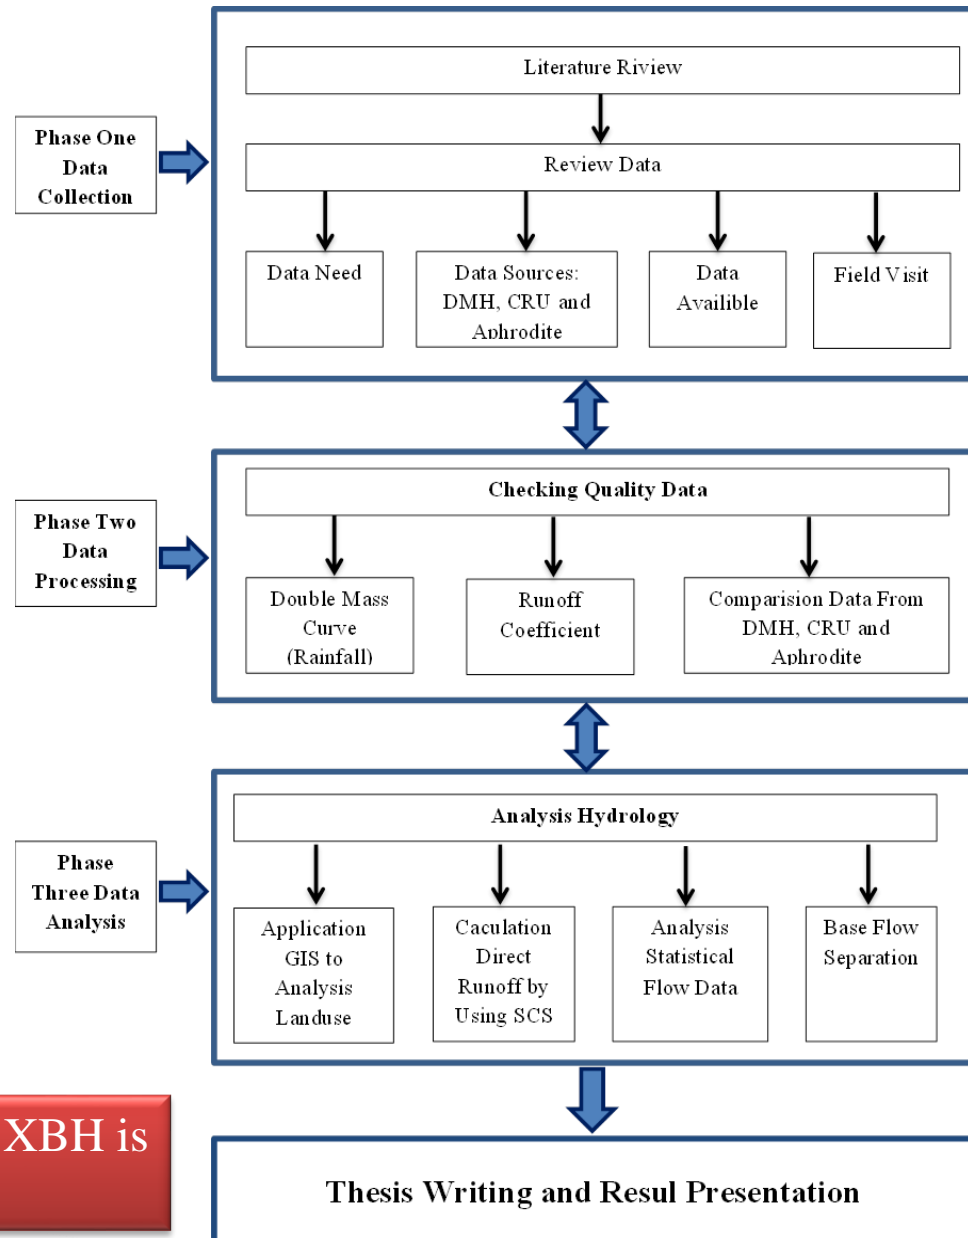 Literature Riview
Phase One
Data
Collection
Review Data
Data Need
Data Sources:
DMH, CRU and
Aphrodite
Data
Availible
Field Visit
Checking Quality Data
Phase Two
Data
Processing
Double Mass
Curve
(Rainfall)
Runoff
Coefficient
Comparision Data From
DMH, CRU and
Aphrodite
Analysis Hydrology
Phase
Three Data
Analysis
Application
GIS to
Analysis
Landuse
Caculation
Direct
Runoff by
Using SCS
Analysis
Statistical
Flow Data
Base Flow
Separation
XBH is
Thesis Writing and Resul Presentation